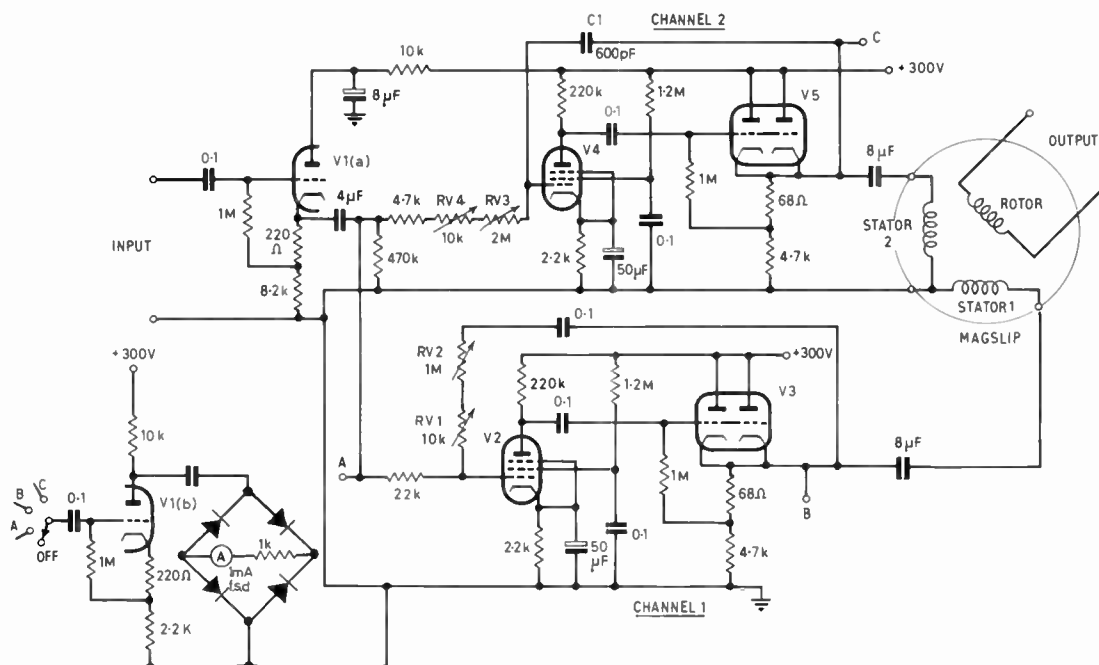 CHANNEL 2
C1
600pF
C
10k
+300V
8µF
220k
1·2M
V5
0·1
V4
V1(a)
0·1
1M
4µF
4·7k
RV4
10k
RV3
2M
1M
68Ω
8µF
OUTPUT
ROTOR
INPUT
220
Ω
470k
2·2k
50µF
0·1
4·7k
STATOR
2
8·2k
STATOR 1
MAGSLIP
0·1
+300V
RV2
1M
220k
1·2M
+300V
V3
0·1
10k
RV1
10k
V2
8µF
A
22k
1M
68Ω
B
C
B
A
OFF
0·1
V1(b)
1M
A
1mA
f.s.d
1k
2·2k
50
µF
0·1
4·7k
220Ω
2·2K
CHANNEL 1